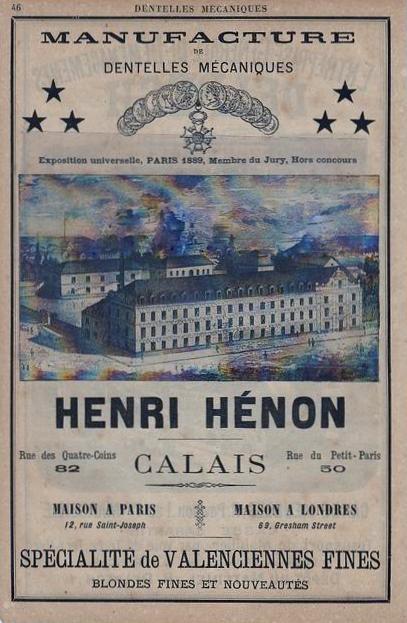 46 DENTELLES MÉCANIQUES
MANUFACTURE
DE
DENTELLES MÉCANIQUES
Exposition universelle, PARIS 1889, Membre du Jury, Hors concours
HENRI HÉNON
Rue des Quatre-Coins
82
CALAIS
Rue du Petit-Paris
50
MAISON A PARIS
12, rue Saint-Joseph
MAISON A LONDRES
69, Gresham Street
SPÉCIALITÉ de VALENCIENNES FINES
BLONDES FINES ET NOUVEAUTÉS